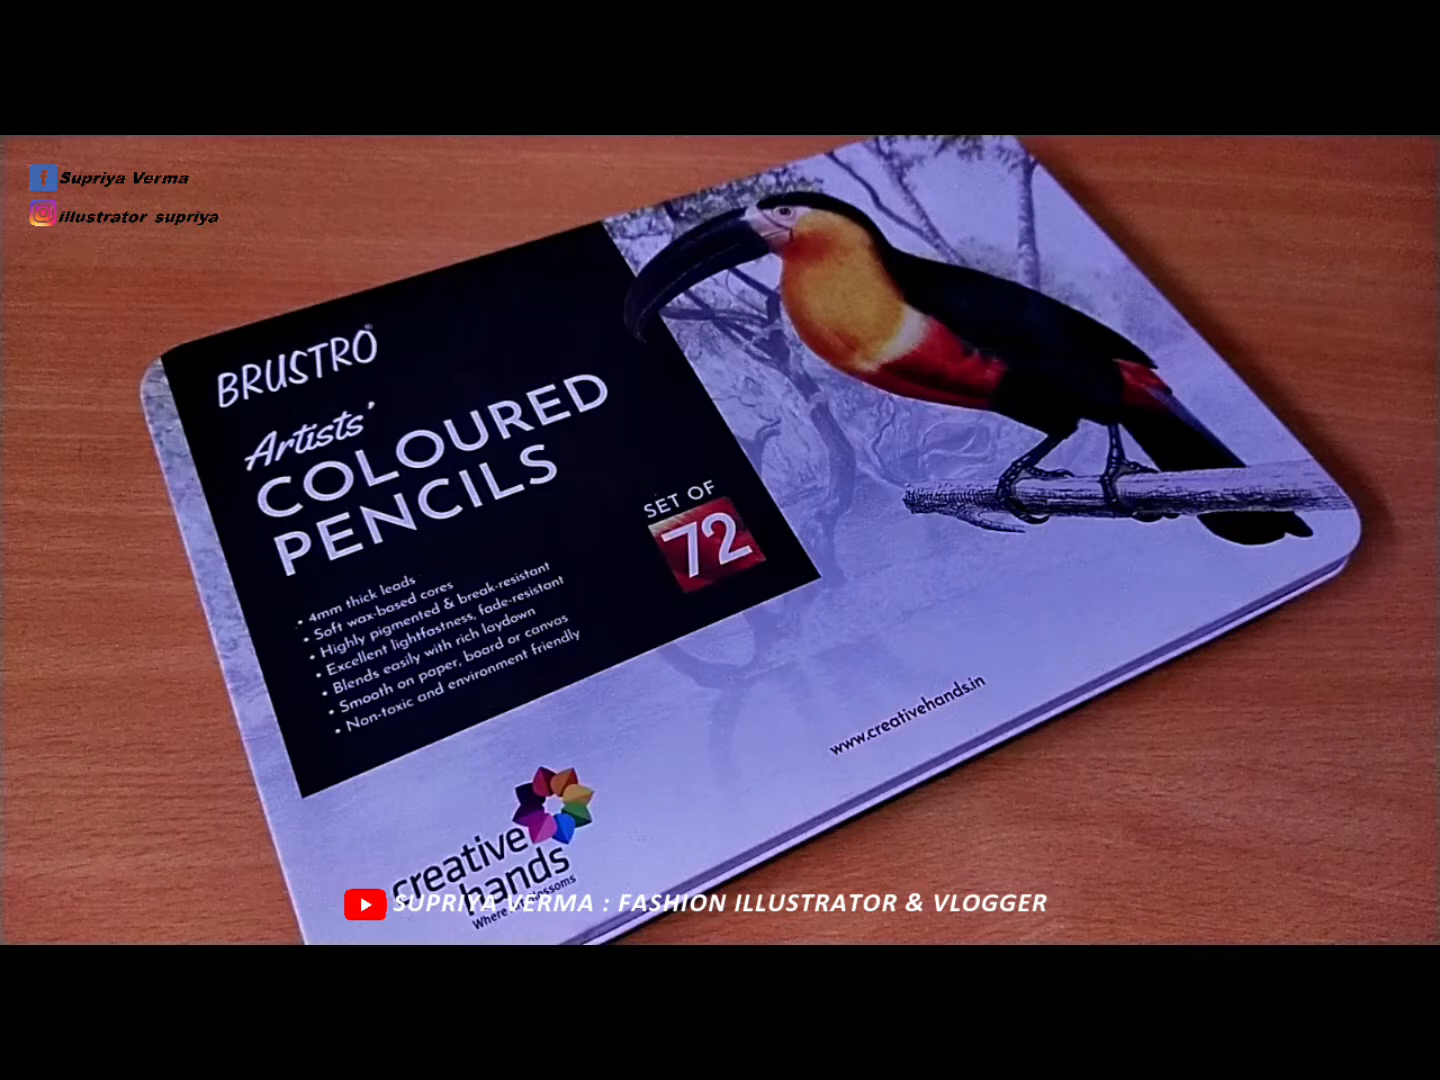 Supriya Verma
illustrator supriya
BRUSTRO®
Artists'
COLOURED
PENCILS
SET OF
72
• 4mm thick leads
• Soft wax-based cores
• Highly pigmented & break-resistant
• Excellent lightfastness, fade-resistant
• Blends easily with rich laydown
• Smooth on paper, board or canvas
• Non-toxic and environment friendly
www.creativehands.in
creative
hands
Where
SUPRIYA VERMA : FASHION ILLUSTRATOR & VLOGGER